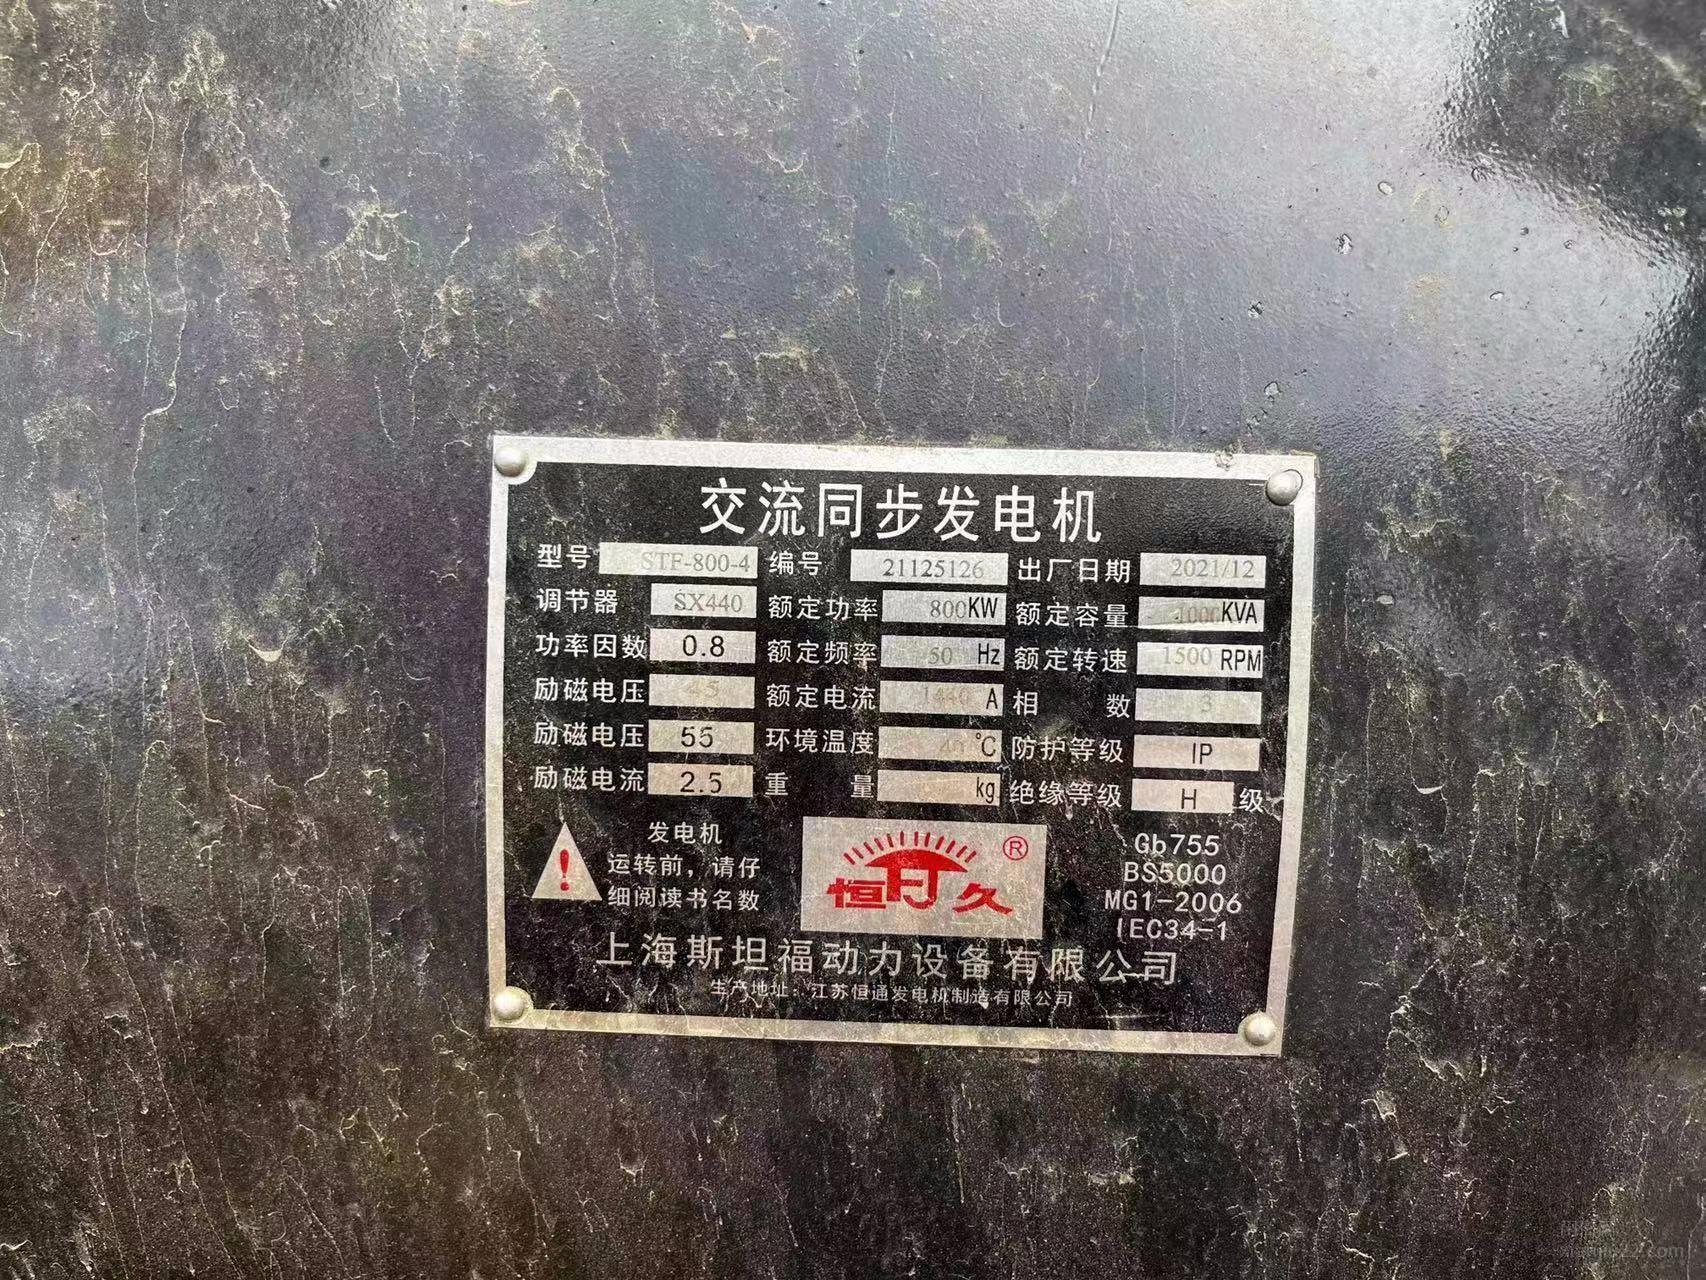 交流同步发电机
型号 STF-800-4 编号 21125126 出厂日期 2021/12
调节器 SX440 额定功率 800KW 额定容量 1000KVA
功率因数 0.8 额定频率 50 Hz 额定转速 1500 RPM
励磁电压 45 额定电流 1440 A 相 数 3
励磁电压 55 环境温度 40 ℃ 防护等级 IP
励磁电流 2.5 重 量 kg 绝缘等级 H 级
发电机
运转前，请仔
细阅读书名数
恒久
®
Gb755
BS5000
MG1-2006
IEC34-1
上海斯坦福动力设备有限公司
生产地址：江苏恒通发电机制造有限公司